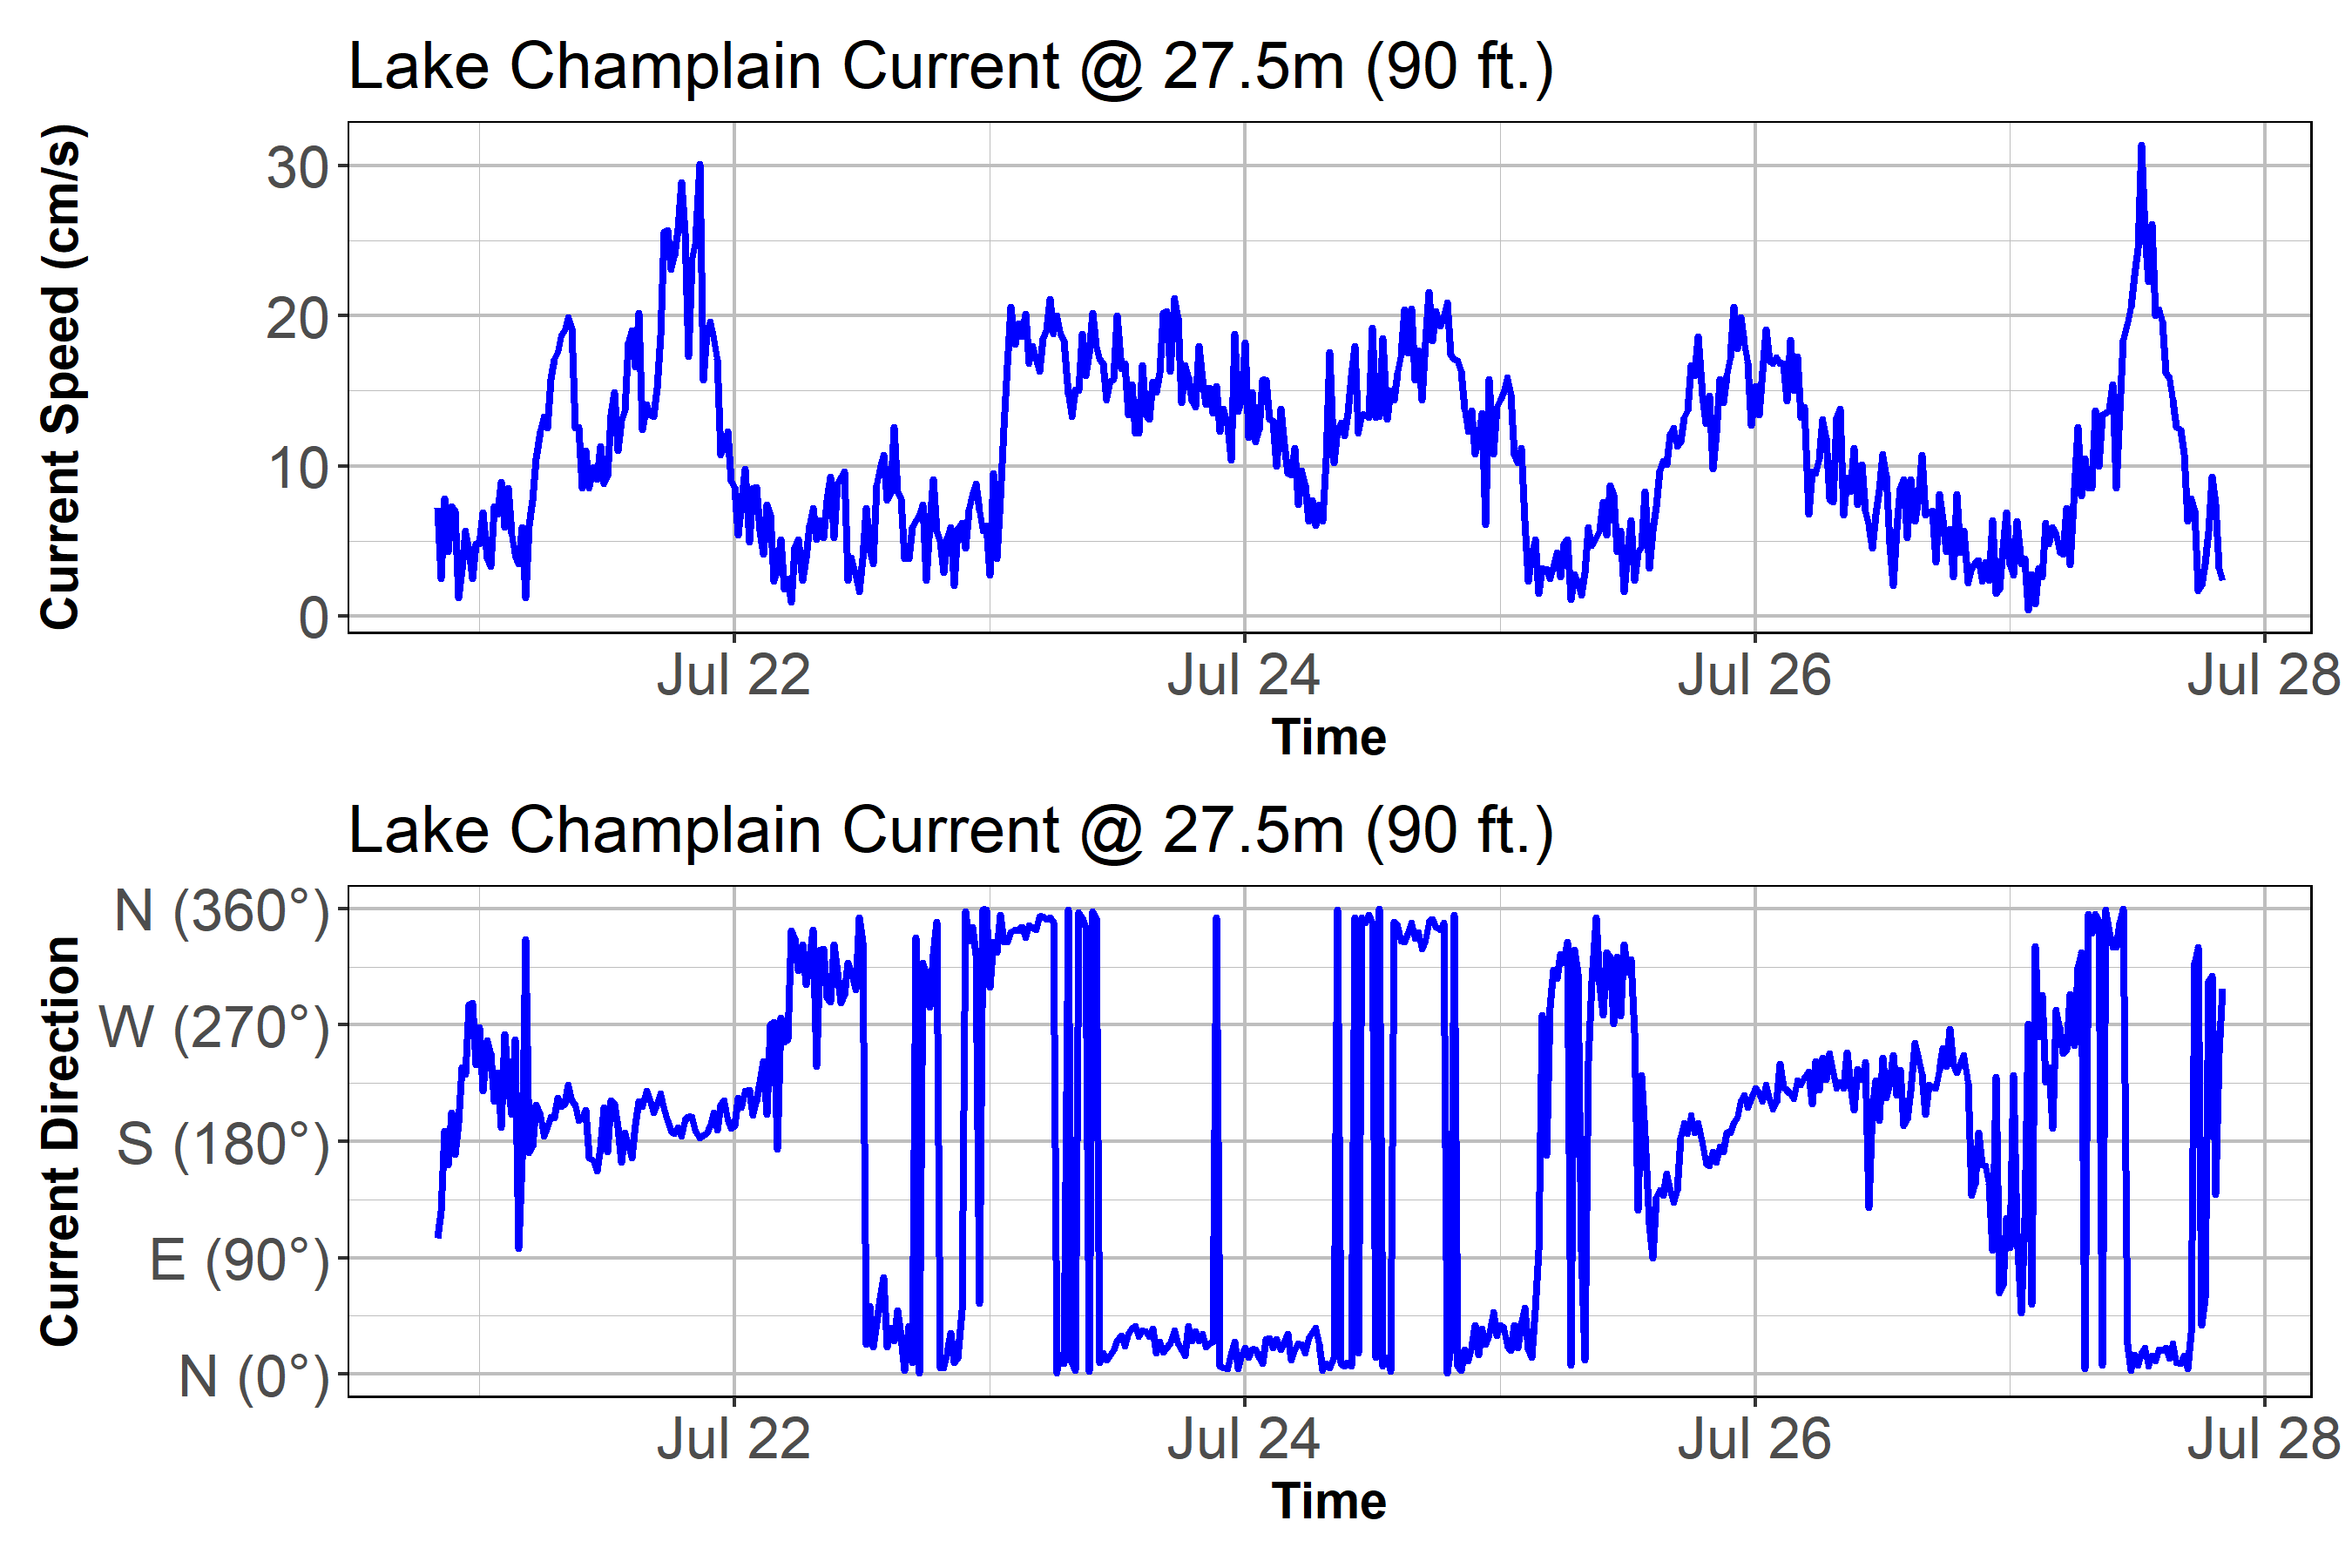 Lake Champlain Current @ 27.5m (90 ft.)
Current Speed (cm/s)
30
20
10
0
Jul 22 Jul 24 Jul 26 Jul 28
Time
Lake Champlain Current @ 27.5m (90 ft.)
Current Direction
N (360°)
W (270°)
S (180°)
E (90°)
N (0°)
Jul 22 Jul 24 Jul 26 Jul 28
Time